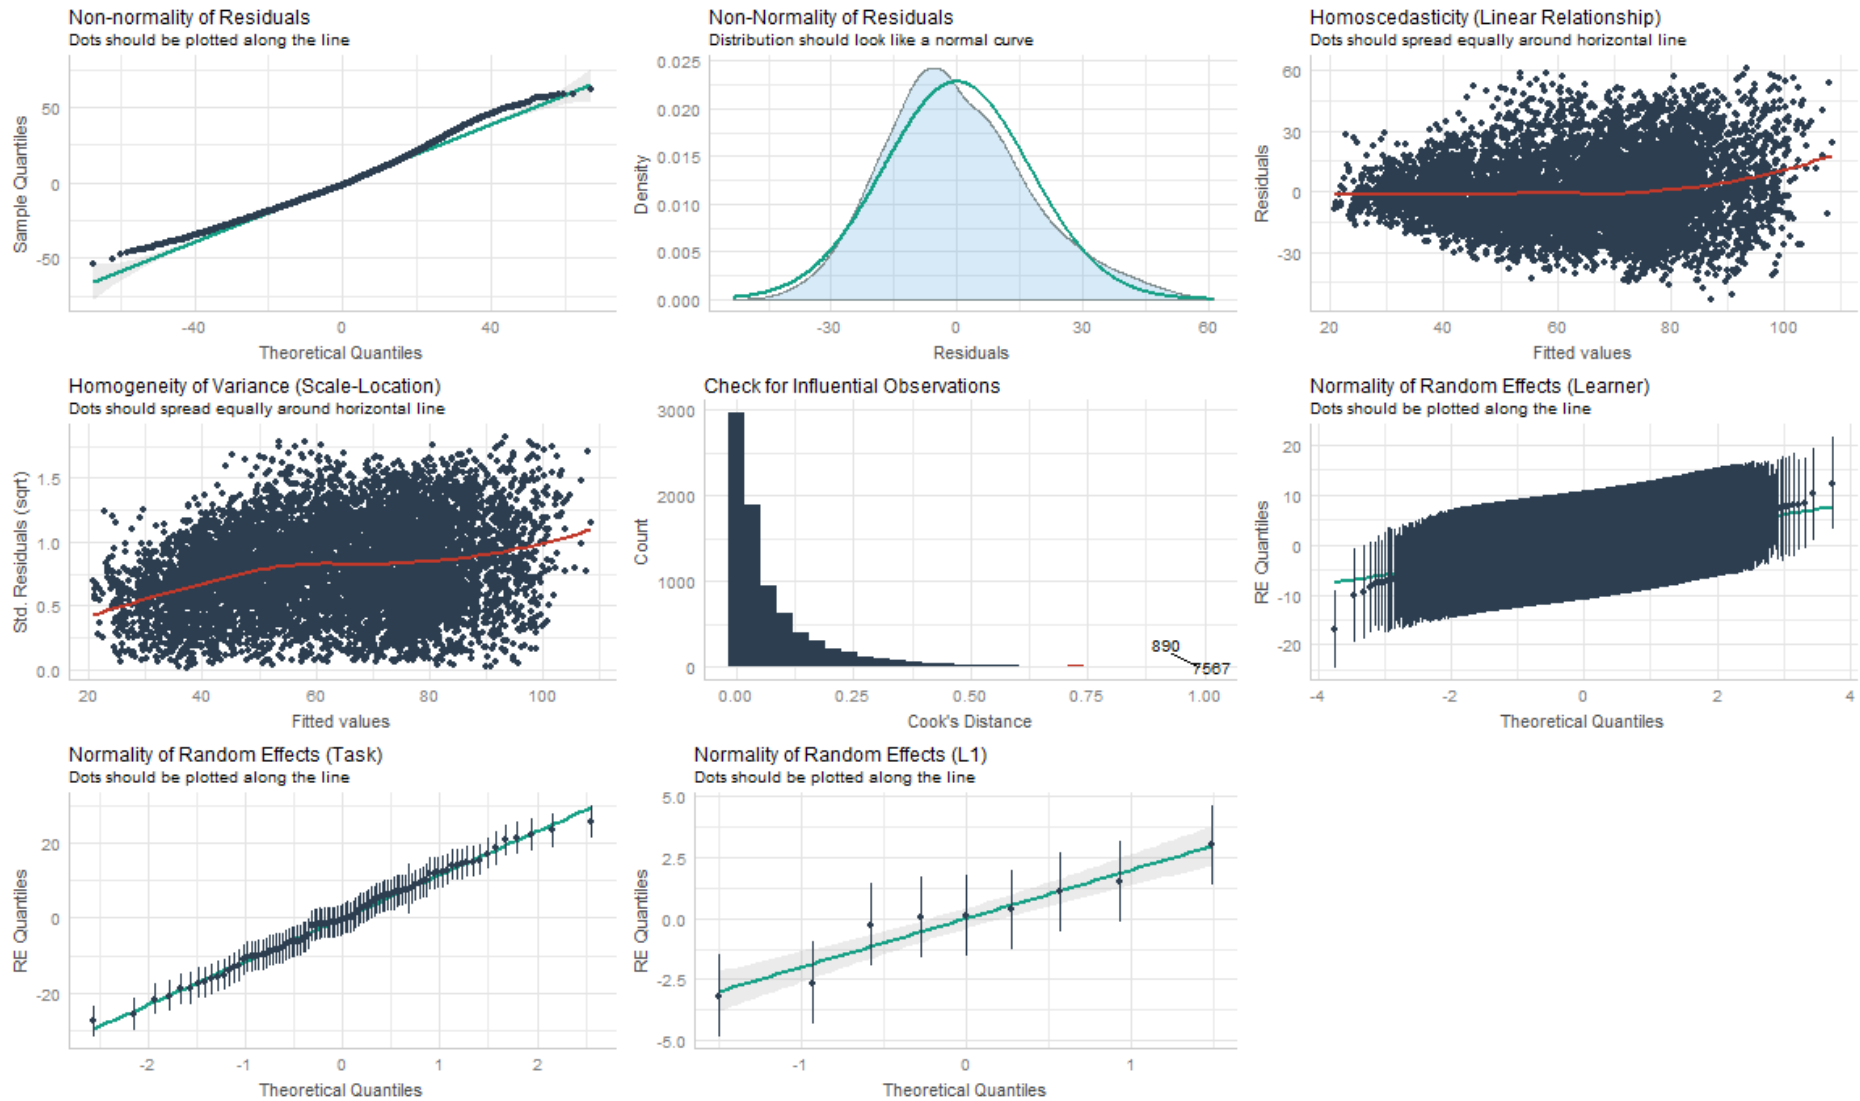 Non-normality of Residuals
Dots should be plotted along the line
Sample Quantiles
50
0
-50
-40
0
40
Theoretical Quantiles
Non-Normality of Residuals
Distribution should look like a normal curve
Density
0.025
0.020
0.015
0.010
0.005
0.000
-30
0
30
60
Residuals
Homoscedasticity (Linear Relationship)
Dots should spread equally around horizontal line
Residuals
60
30
0
-30
20
40
60
80
100
Fitted values
Homogeneity of Variance (Scale-Location)
Dots should spread equally around horizontal line
Std. Residuals (sqrt)
1.5
1.0
0.5
0.0
20
40
60
80
100
Fitted values
Check for Influential Observations
Count
3000
2000
1000
0
890
7567
0.00
0.25
0.50
0.75
1.00
Cook's Distance
Normality of Random Effects (Learner)
Dots should be plotted along the line
RE Quantiles
20
10
0
-10
-20
-4
-2
0
2
4
Theoretical Quantiles
Normality of Random Effects (Task)
Dots should be plotted along the line
RE Quantiles
20
0
-20
-2
-1
0
1
2
Theoretical Quantiles
Normality of Random Effects (L1)
Dots should be plotted along the line
RE Quantiles
5.0
2.5
0.0
-2.5
-5.0
-1
0
1
Theoretical Quantiles